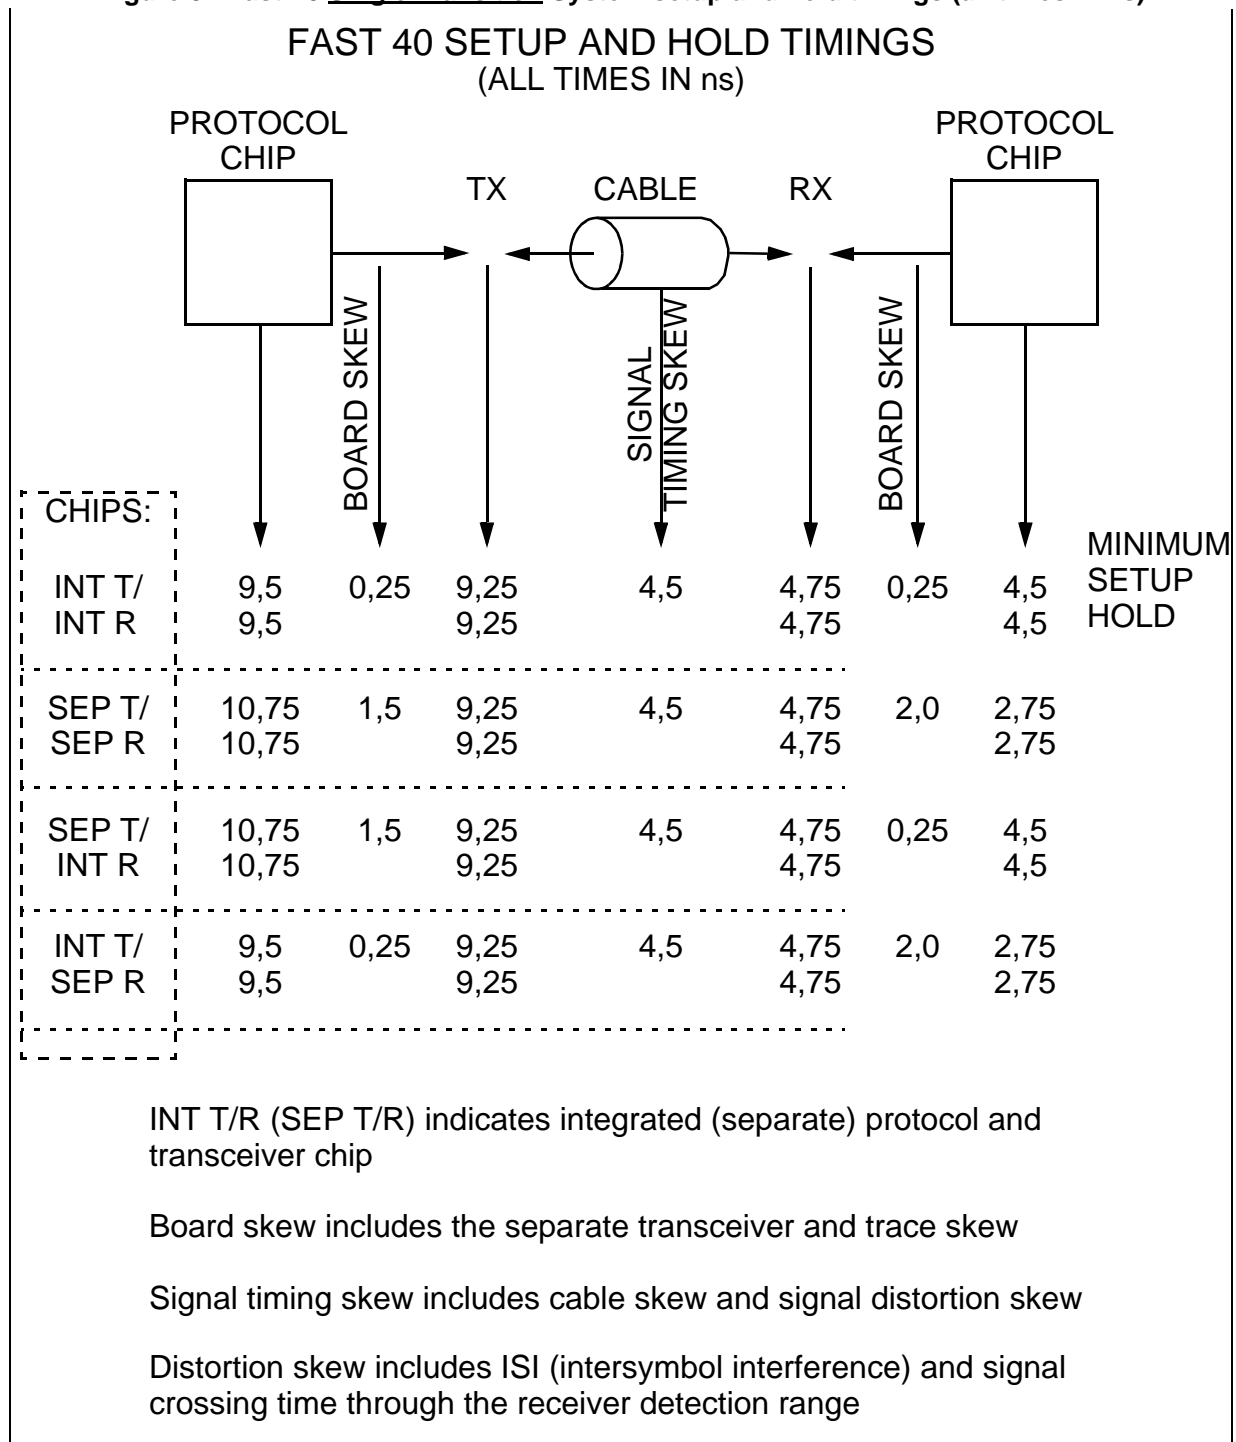 FAST 40 SETUP AND HOLD TIMINGS
(ALL TIMES IN ns)
PROTOCOL CHIP
PROTOCOL CHIP
TX CABLE RX
BOARD SKEW
SIGNAL
TIMING SKEW
BOARD SKEW
CHIPS:
MINIMUM
SETUP
HOLD
INT T/ 9,5 0,25 9,25 4,5 4,75 0,25 4,5
INT R 9,5 9,25 4,75 4,5
SEP T/ 10,75 1,5 9,25 4,5 4,75 2,0 2,75
SEP R 10,75 9,25 4,75 2,75
SEP T/ 10,75 1,5 9,25 4,5 4,75 0,25 4,5
INT R 10,75 9,25 4,75 4,5
INT T/ 9,5 0,25 9,25 4,5 4,75 2,0 2,75
SEP R 9,5 9,25 4,75 2,75
INT T/R (SEP T/R) indicates integrated (separate) protocol and
transceiver chip
Board skew includes the separate transceiver and trace skew
Signal timing skew includes cable skew and signal distortion skew
Distortion skew includes ISI (intersymbol interference) and signal
crossing time through the receiver detection range